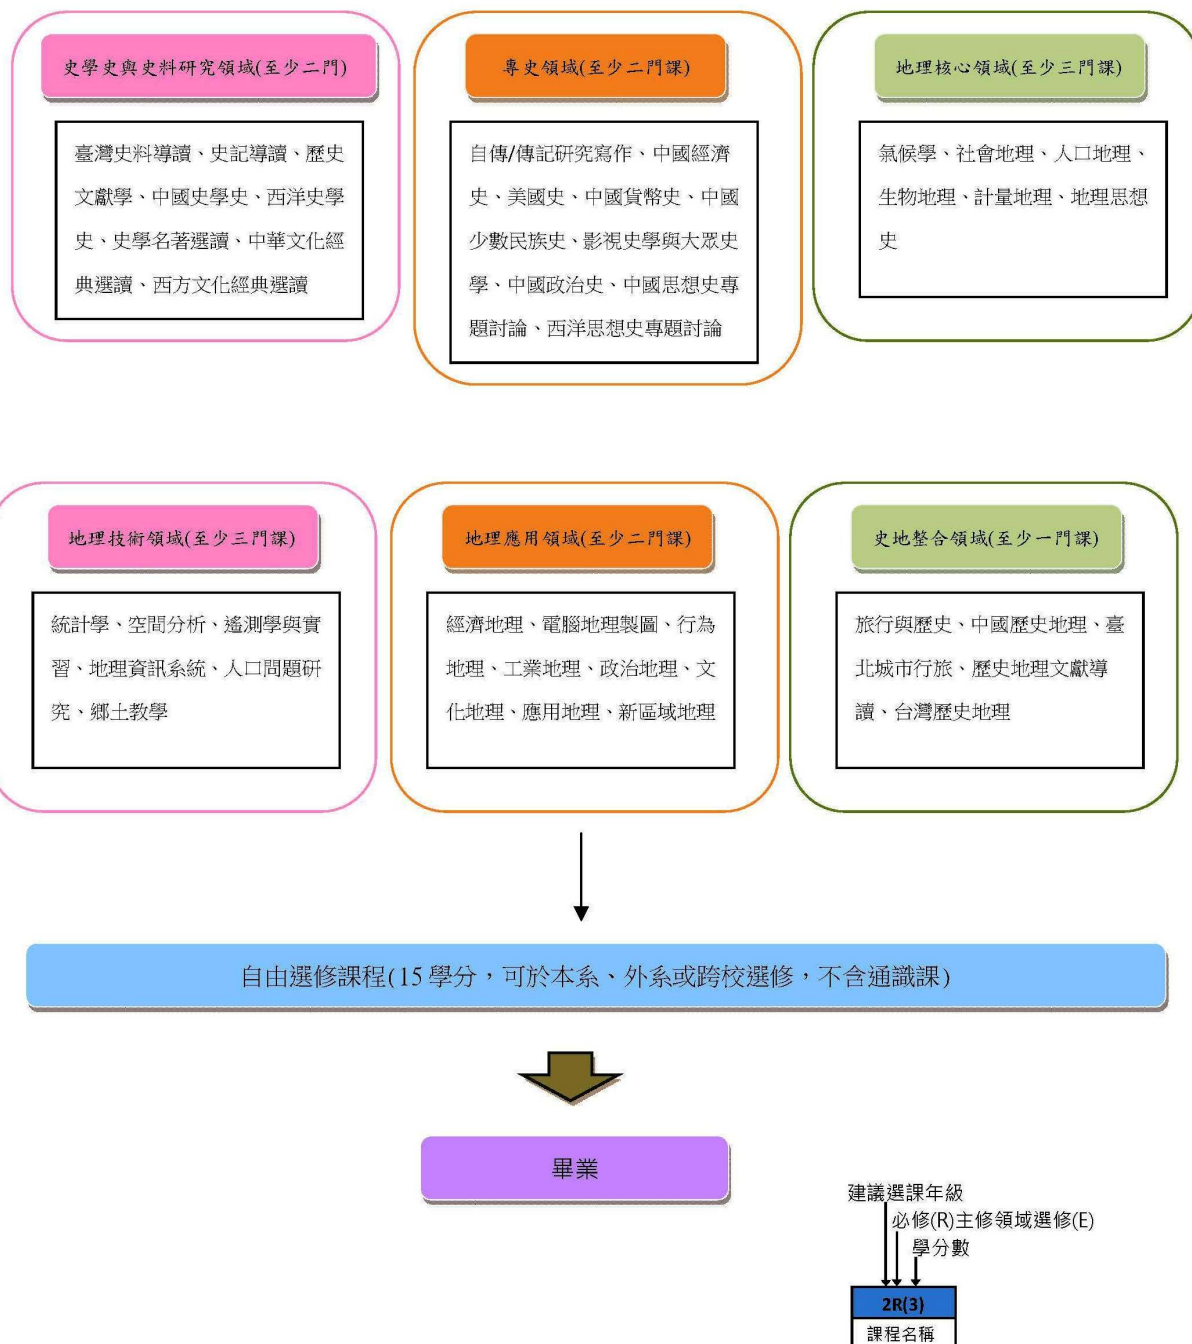 史學史與史料研究領域(至少二門)
臺灣史料導讀、史記導讀、歷史
文獻學、中國史學史、西洋史學
史、史學名著選讀、中華文化經
典選讀、西方文化經典選讀
專史領域(至少二門課)
自傳/傳記研究寫作、中國經濟
史、美國史、中國貨幣史、中國
少數民族史、影視史學與大眾史
學、中國政治史、中國思想史專
題討論、西洋思想史專題討論
地理核心領域(至少三門課)
氣候學、社會地理、人口地理、
生物地理、計量地理、地理思想
史
地理技術領域(至少三門課)
統計學、空間分析、遙測學與實
習、地理資訊系統、人口問題研
究、鄉土教學
地理應用領域(至少二門課)
經濟地理、電腦地理製圖、行為
地理、工業地理、政治地理、文
化地理、應用地理、新區域地理
史地整合領域(至少一門課)
旅行與歷史、中國歷史地理、臺
北城市行旅、歷史地理文獻導
讀、台灣歷史地理
自由選修課程(15 學分，可於本系、外系或跨校選修，不含通識課)
畢業
建議選課年級
必修(R)主修領域選修(E)
學分數
2R(3)
課程名稱